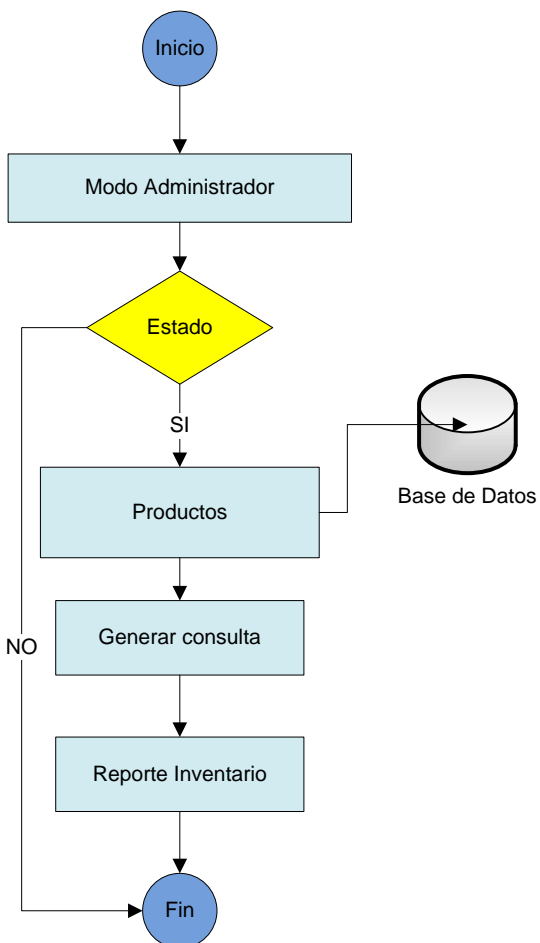 Inicio
Modo Administrador
Estado
SI
Productos
Base de Datos
Generar consulta
NO
Reporte Inventario
Fin